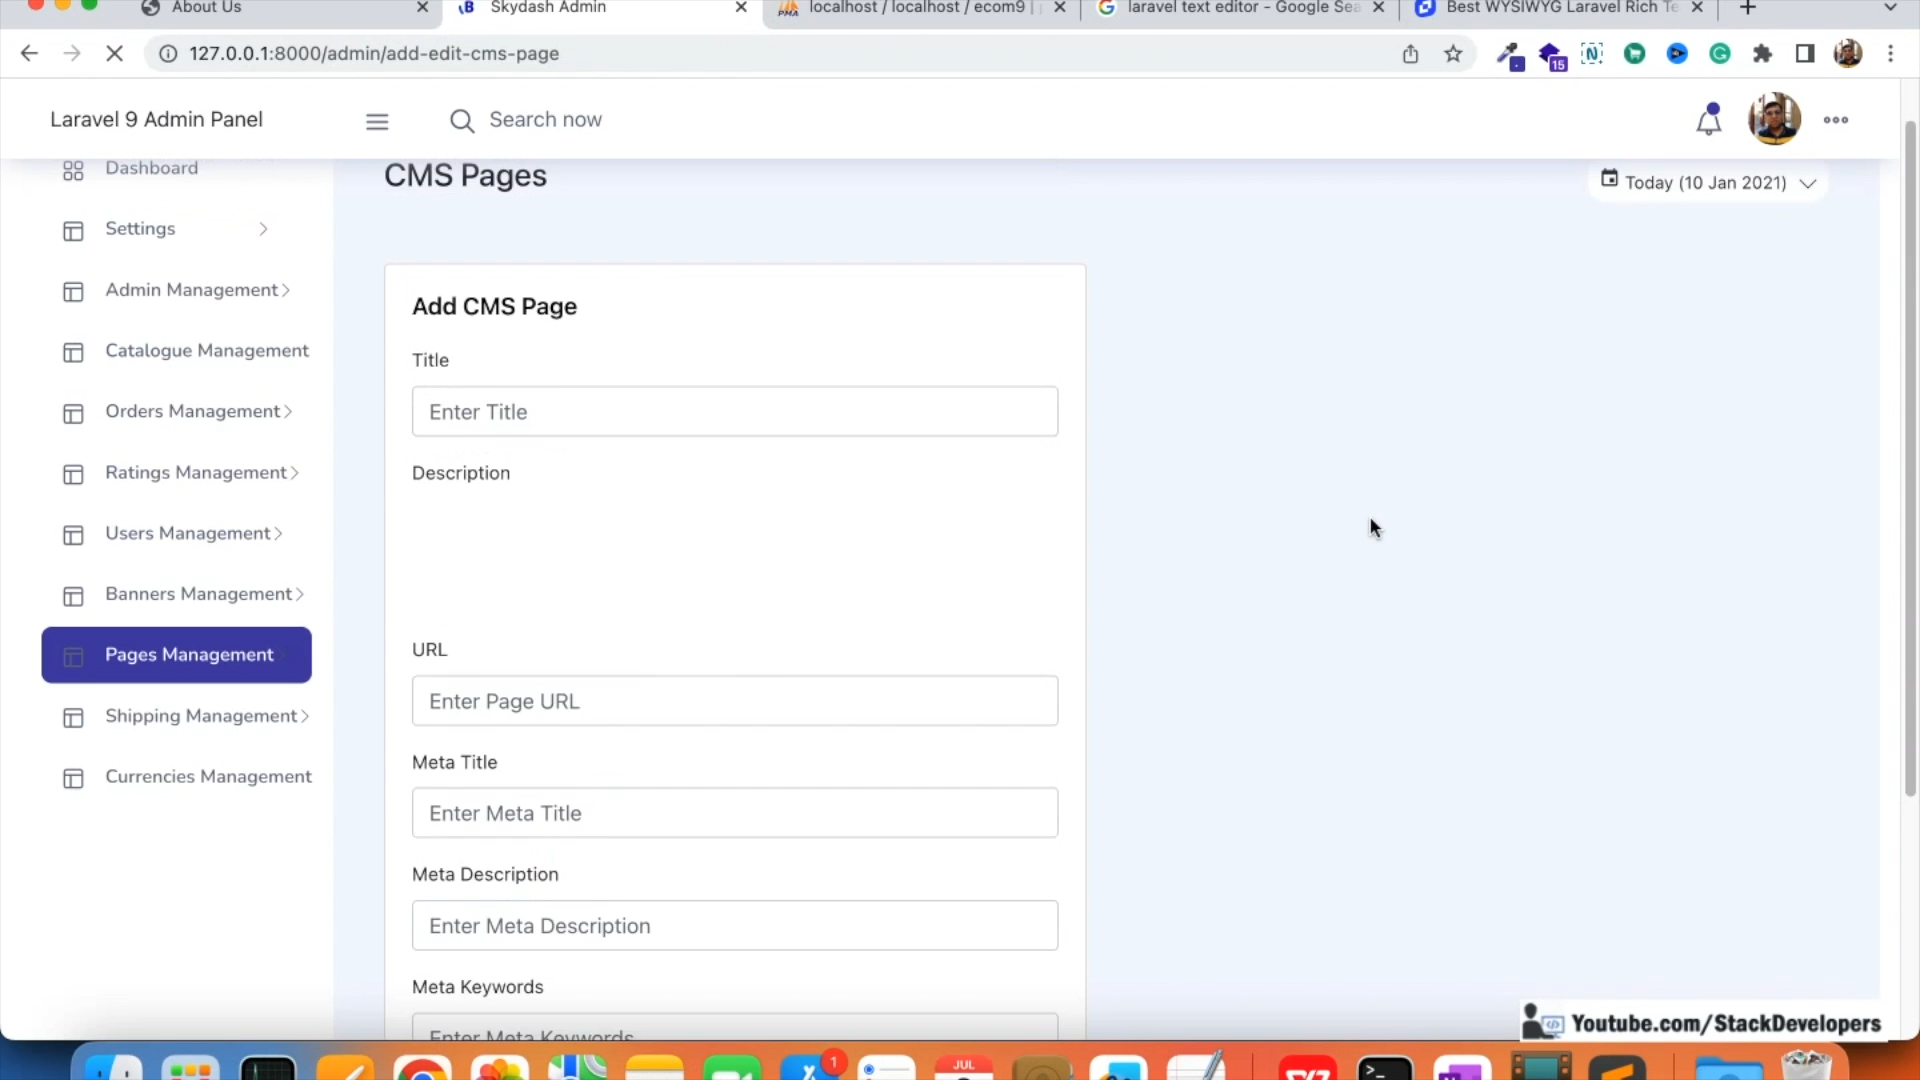 About Us
Skydash Admin
localhost / localhost / ecom9 |
laravel text editor - Google Sea
Best WYSIWYG Laravel Rich Te
127.0.0.1:8000/admin/add-edit-cms-page
15
Laravel 9 Admin Panel
Search now
Dashboard
CMS Pages
Today (10 Jan 2021)
Settings
Admin Management
Catalogue Management
Orders Management
Ratings Management
Users Management
Banners Management
Pages Management
Shipping Management
Currencies Management
Add CMS Page
Title
Enter Title
Description
URL
Enter Page URL
Meta Title
Enter Meta Title
Meta Description
Enter Meta Description
Meta Keywords
Enter Meta Keywords
Youtube.com/StackDevelopers
1
JUL